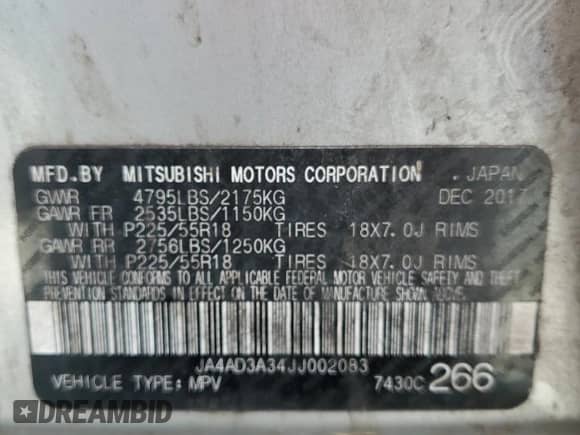 MFD.BY MITSUBISHI MOTORS CORPORATION .JAPAN
GVWR 4795LBS/2175KG DEC 2017
GAWR FR 2535LBS/1150KG
WITH P225/55R18 TIRES 18X7.0J RIMS
GAWR RR 2756LBS/1250KG
WITH P225/55R18 TIRES 18X7.0J RIMS
THIS VEHICLE CONFORMS TO ALL APPLICABLE FEDERAL MOTOR VEHICLE SAFETY AND THEFT
PREVENTION STANDARDS IN EFFECT ON THE DATE OF MANUFACTURE SHOWN ABOVE.
JA4AD3A34JJ002083
VEHICLE TYPE: MPV 7430C 266
DREAMBID